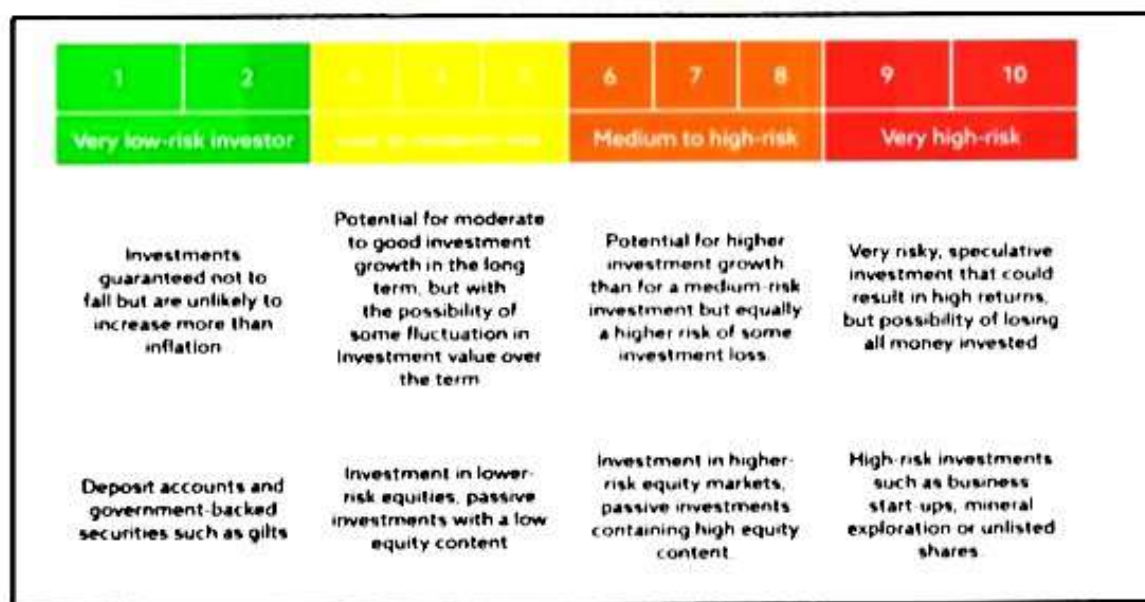 1 2 6 7 8 9 10
Very low-risk investor
Medium to high-risk
Very high-risk
Investments
guaranteed not to
fall but are unlikely to
increase more than
inflation
Potential for moderate
to good investment
growth in the long
term, but with
the possibility of
some fluctuation in
Investment value over
the term
Potential for higher
investment growth
than for a medium-risk
investment but equally
a higher risk of some
investment loss.
Very risky, speculative
investment that could
result in high returns,
but possibility of losing
all money invested
Deposit accounts and
government-backed
securities such as gilts
Investment in lower-
risk equities, passive
investments with a low
equity content
Investment in higher-
risk equity markets,
passive investments
containing high equity
content.
High-risk investments
such as business
start-ups, mineral
exploration or unlisted
shares.